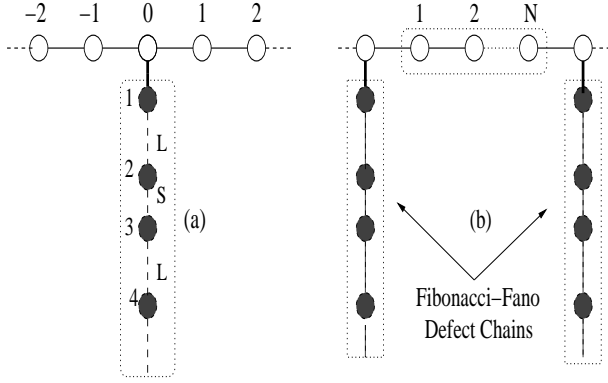 −2 −1 0 1 2
1 2 N
1
L
2
S
3
(a)
(b)
L
4
Fibonacci−Fano
Defect Chains